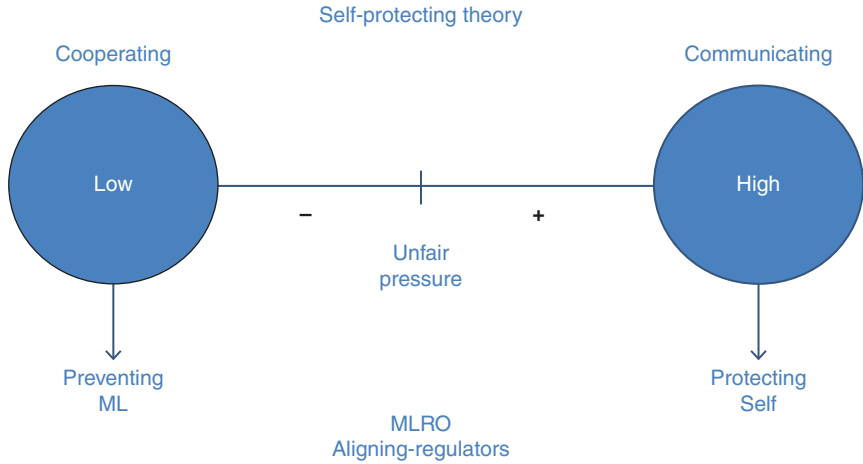 Self-protecting theory
Cooperating
Communicating
Low
High
–
+
Unfair
pressure
Preventing
ML
Protecting
Self
MLRO
Aligning-regulators